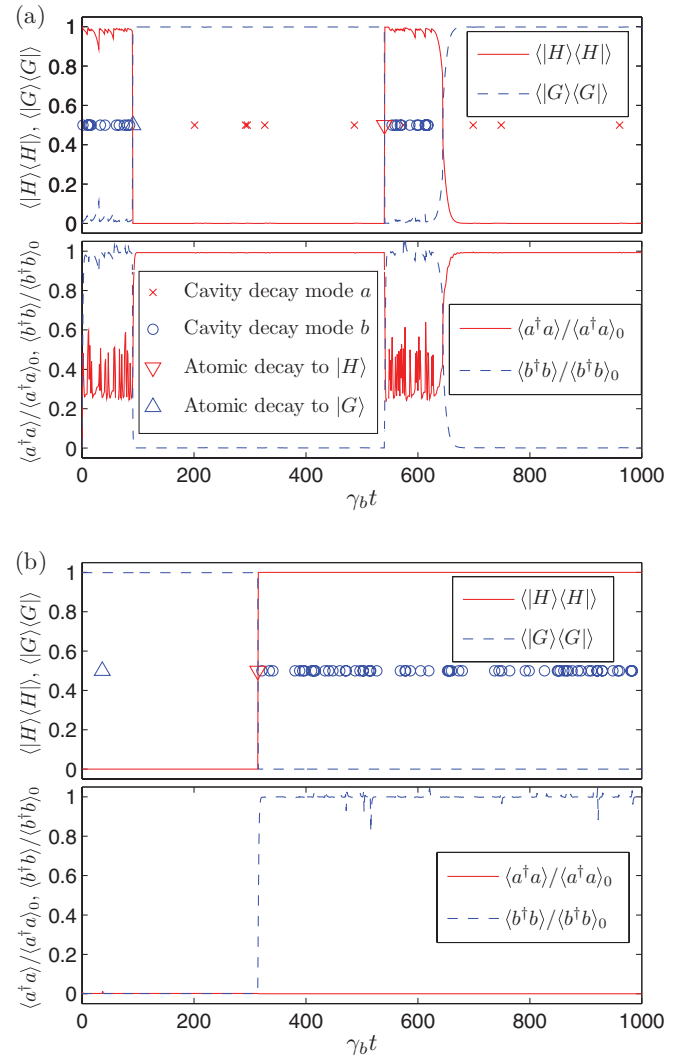 (a)
1
0.8
0.6
0.4
0.2
0
⟨|H⟩⟨H|⟩, ⟨|G⟩⟨G|⟩
⟨|H⟩⟨H|⟩
⟨|G⟩⟨G|⟩
1
0.8
0.6
0.4
0.2
0
⟨a†a⟩/⟨a†a⟩₀, ⟨b†b⟩/⟨b†b⟩₀
Cavity decay mode a
Cavity decay mode b
Atomic decay to |H⟩
Atomic decay to |G⟩
⟨a†a⟩/⟨a†a⟩₀
⟨b†b⟩/⟨b†b⟩₀
0 200 400 600 800 1000
γ_b t
(b)
1
0.8
0.6
0.4
0.2
0
⟨|H⟩⟨H|⟩, ⟨|G⟩⟨G|⟩
⟨|H⟩⟨H|⟩
⟨|G⟩⟨G|⟩
1
0.8
0.6
0.4
0.2
0
⟨a†a⟩/⟨a†a⟩₀, ⟨b†b⟩/⟨b†b⟩₀
⟨a†a⟩/⟨a†a⟩₀
⟨b†b⟩/⟨b†b⟩₀
0 200 400 600 800 1000
γ_b t